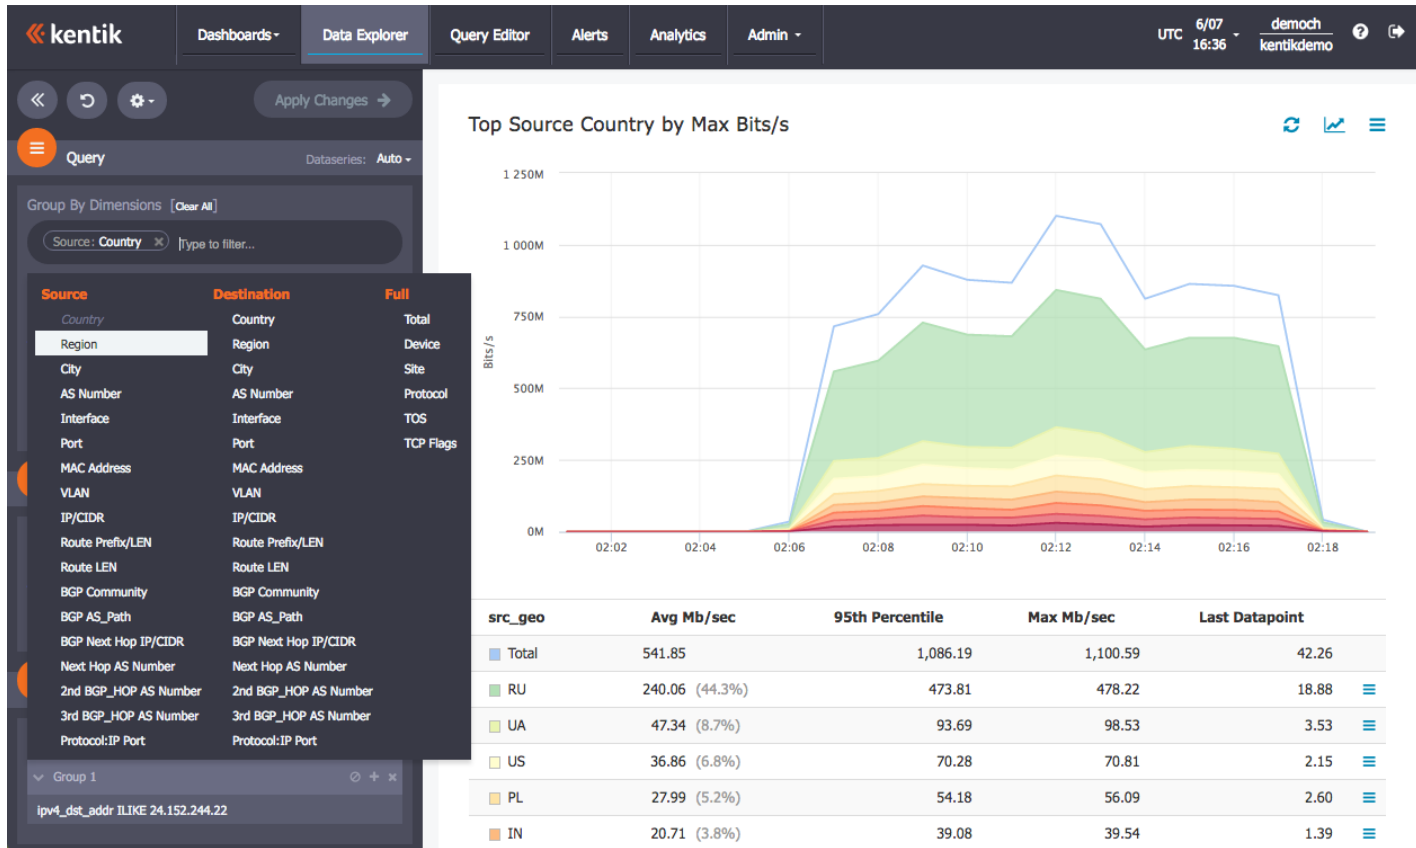 kentik
Dashboards
Data Explorer
Query Editor
Alerts
Analytics
Admin
UTC
6/07
16:36
democh
kentikdemo
Apply Changes
Query
Dataseries: Auto
Group By Dimensions [Clear All]
Source: Country
Type to filter...
Source
Country
Region
City
AS Number
Interface
Port
MAC Address
VLAN
IP/CIDR
Route Prefix/LEN
Route LEN
BGP Community
BGP AS_Path
BGP Next Hop IP/CIDR
Next Hop AS Number
2nd BGP_HOP AS Number
3rd BGP_HOP AS Number
Protocol:IP Port
Destination
Country
Region
City
AS Number
Interface
Port
MAC Address
VLAN
IP/CIDR
Route Prefix/LEN
Route LEN
BGP Community
BGP AS_Path
BGP Next Hop IP/CIDR
Next Hop AS Number
2nd BGP_HOP AS Number
3rd BGP_HOP AS Number
Protocol:IP Port
Full
Total
Device
Site
Protocol
TOS
TCP Flags
Group 1
ipv4_dst_addr ILIKE 24.152.244.22
Top Source Country by Max Bits/s
Bits/s
1 250M
1 000M
750M
500M
250M
0M
02:02 02:04 02:06 02:08 02:10 02:12 02:14 02:16 02:18
src_geo Avg Mb/sec 95th Percentile Max Mb/sec Last Datapoint
Total 541.85 1,086.19 1,100.59 42.26
RU 240.06 (44.3%) 473.81 478.22 18.88
UA 47.34 (8.7%) 93.69 98.53 3.53
US 36.86 (6.8%) 70.28 70.81 2.15
PL 27.99 (5.2%) 54.18 56.09 2.60
IN 20.71 (3.8%) 39.08 39.54 1.39